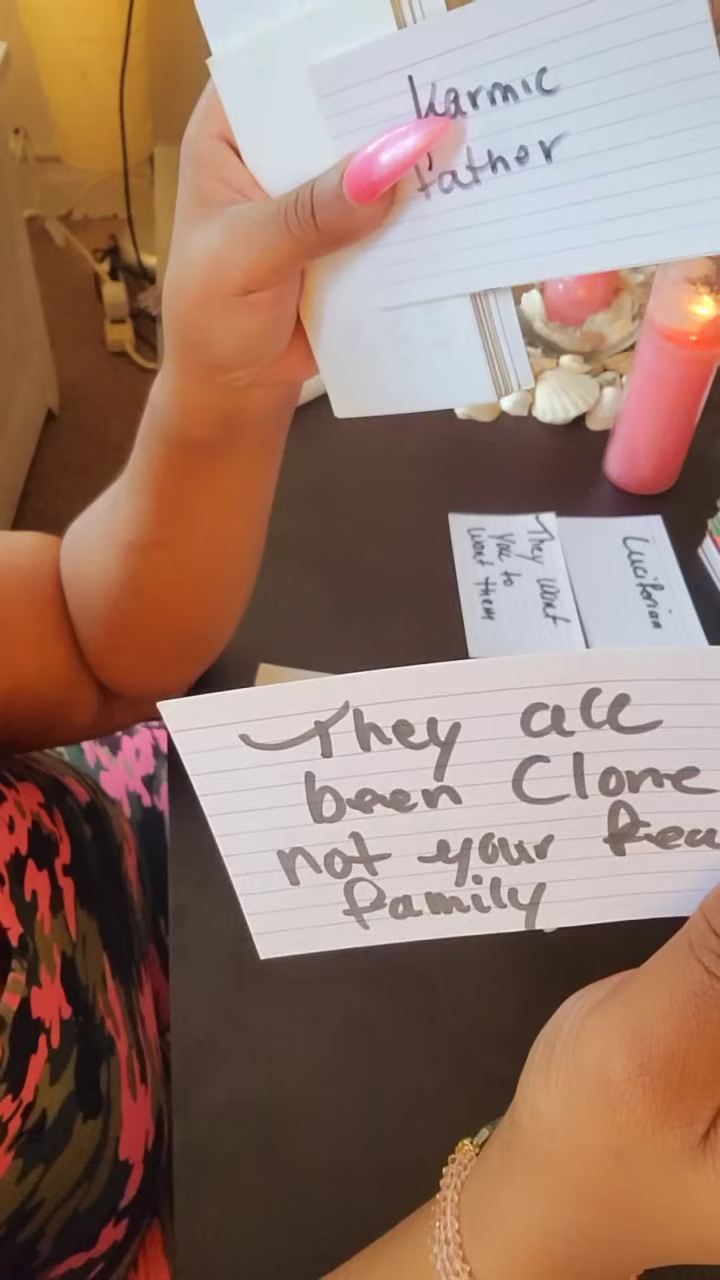 Karmic
Father
They want
you to
want them
Luciferian
They all
been Clone
not your
family